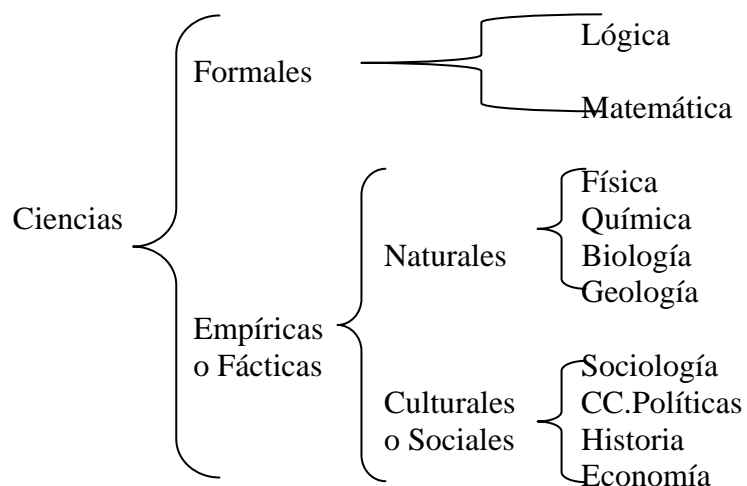 Ciencias
Formales
Lógica
Matemática
Empíricas
o Fácticas
Naturales
Física
Química
Biología
Geología
Culturales
o Sociales
Sociología
CC.Políticas
Historia
Economía